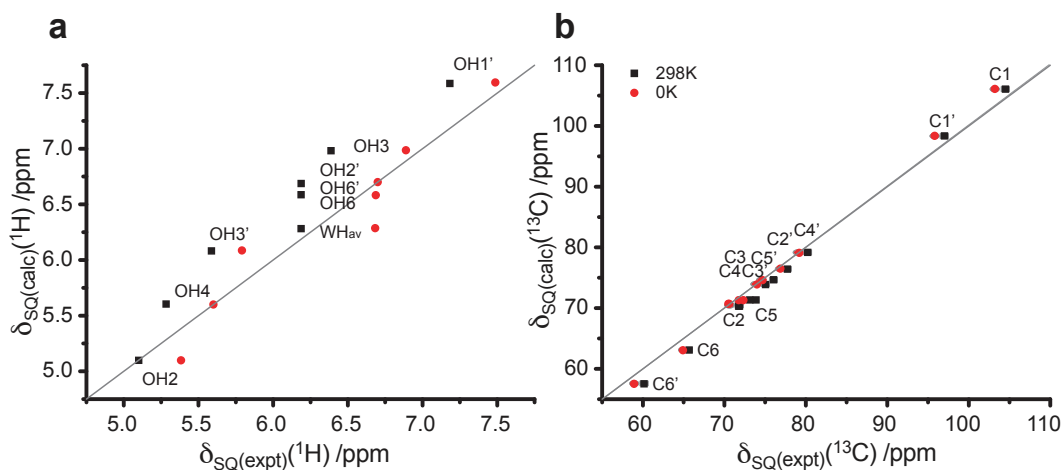 a
OH1'
OH3
OH2'
OH6'
OH6
WHav
OH3'
OH4
OH2
7.5
7.0
6.5
6.0
5.5
5.0
δSQ(calc)(¹H) /ppm
5.0 5.5 6.0 6.5 7.0 7.5
δSQ(expt)(¹H) /ppm
b
298K
0K
C1
C1'
C2' C4'
C3 C5'
C4 C3'
C2 C5
C6
C6'
110
100
90
80
70
60
δSQ(calc)(¹³C) /ppm
60 70 80 90 100 110
δSQ(expt)(¹³C) /ppm